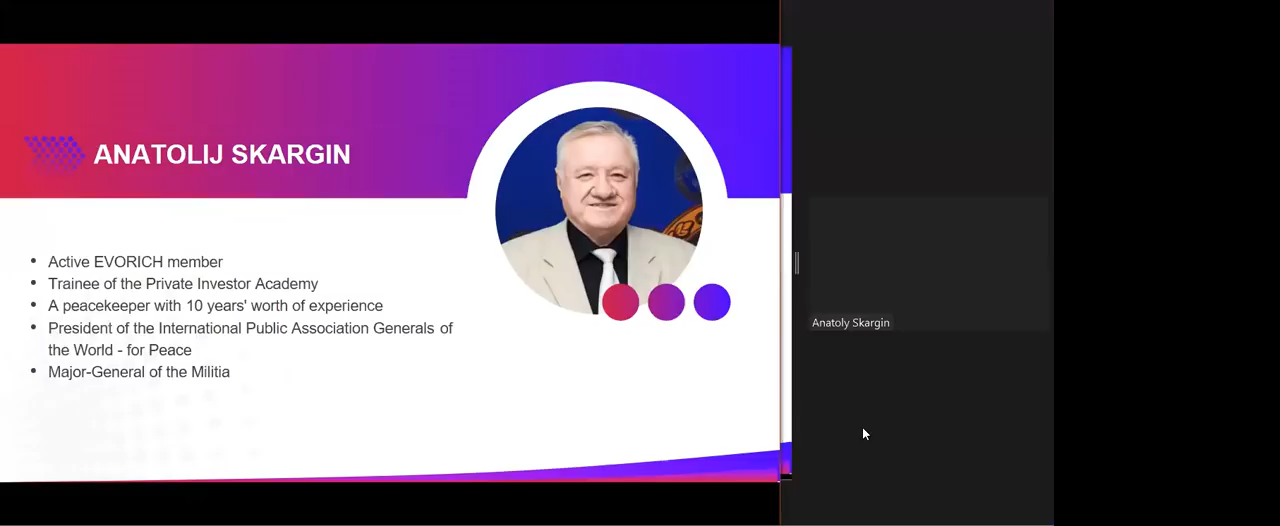 ANATOLIJ SKARGIN
• Active EVORICH member
• Trainee of the Private Investor Academy
• A peacekeeper with 10 years' worth of experience
• President of the International Public Association Generals of
the World - for Peace
• Major-General of the Militia
Anatoly Skargin